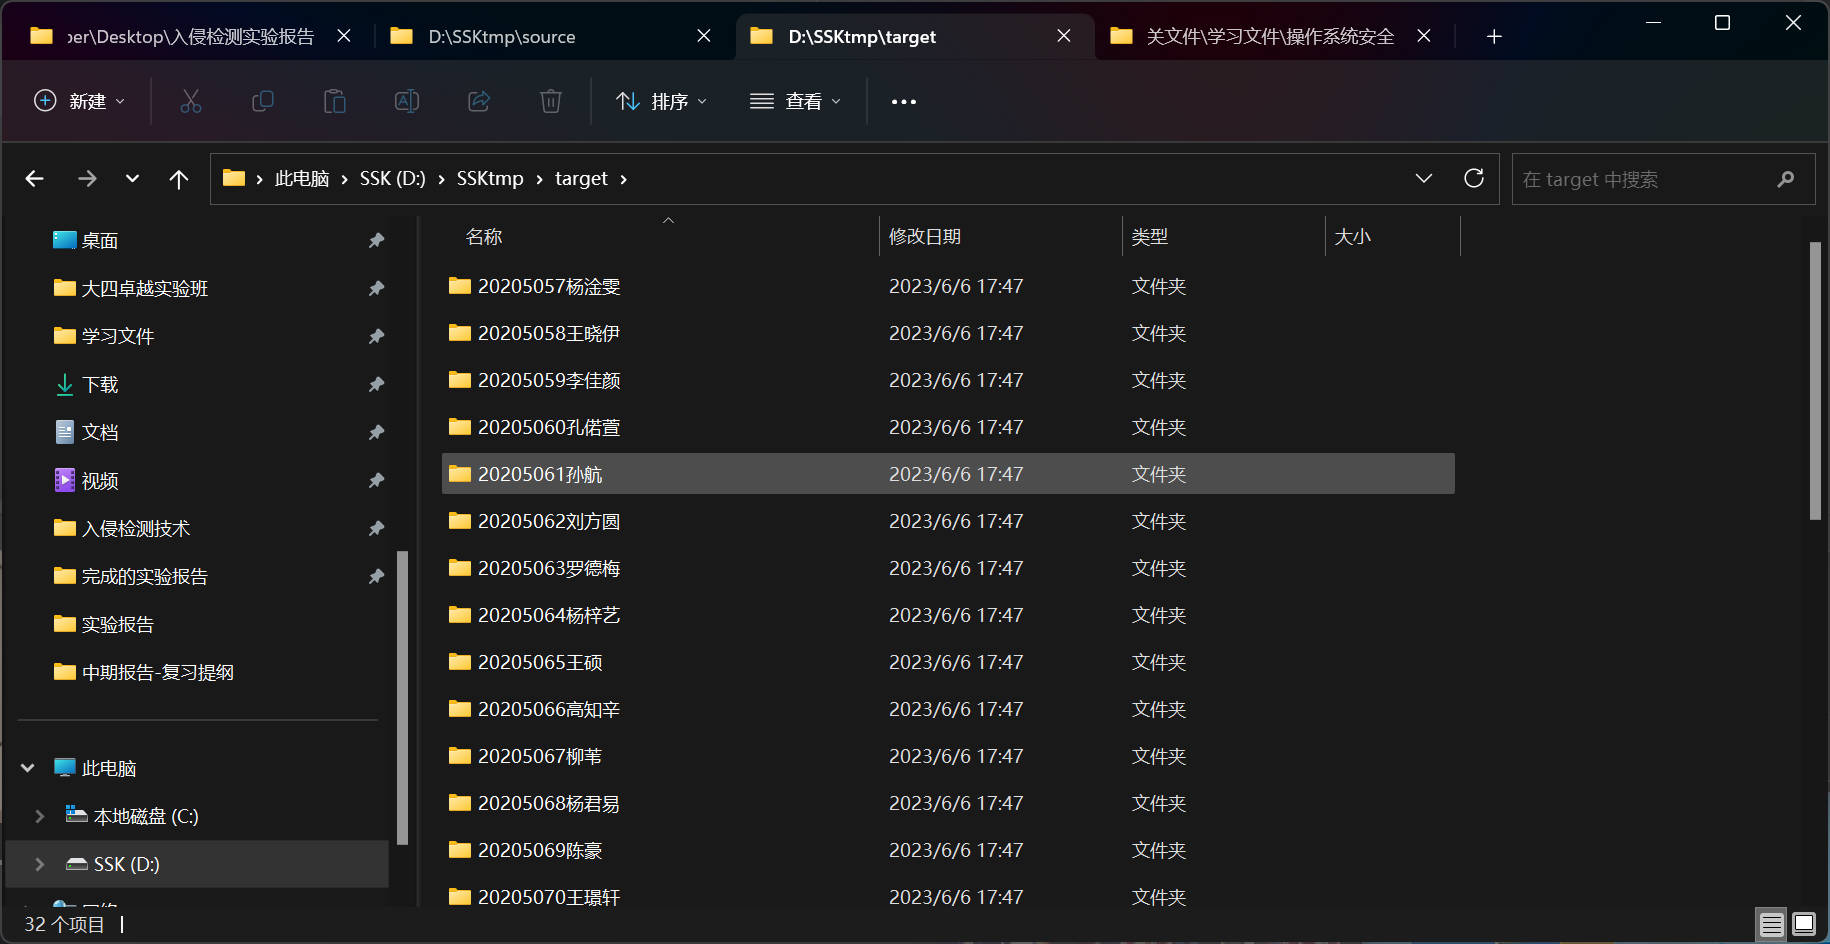 ɔer\Desktop\入侵检测实验报告
D:\SSKtmp\source
D:\SSKtmp\target
关文件\学习文件\操作系统安全
新建
排序
查看
此电脑 › SSK (D:) › SSKtmp › target ›
在 target 中搜索
桌面
大四卓越实验班
学习文件
下载
文档
视频
入侵检测技术
完成的实验报告
实验报告
中期报告-复习提纲
此电脑
本地磁盘 (C:)
SSK (D:)
名称 修改日期 类型 大小
20205057杨淦雯 2023/6/6 17:47 文件夹
20205058王晓伊 2023/6/6 17:47 文件夹
20205059李佳颜 2023/6/6 17:47 文件夹
20205060孔偌萱 2023/6/6 17:47 文件夹
20205061孙航 2023/6/6 17:47 文件夹
20205062刘方圆 2023/6/6 17:47 文件夹
20205063罗德梅 2023/6/6 17:47 文件夹
20205064杨梓艺 2023/6/6 17:47 文件夹
20205065王硕 2023/6/6 17:47 文件夹
20205066高知辛 2023/6/6 17:47 文件夹
20205067柳苇 2023/6/6 17:47 文件夹
20205068杨君易 2023/6/6 17:47 文件夹
20205069陈豪 2023/6/6 17:47 文件夹
20205070王璟轩 2023/6/6 17:47 文件夹
32 个项目